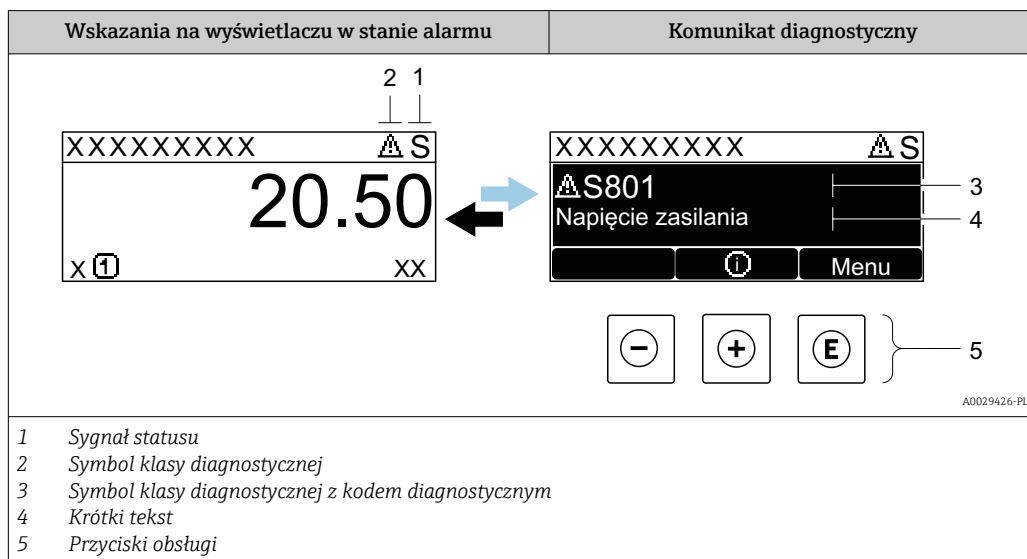 Wskazania na wyświetlaczu w stanie alarmu
Komunikat diagnostyczny
2 1
XXXXXXXXX ⚠ S
20.50
X 1 XX
XXXXXXXXX ⚠ S
⚠S801
Napięcie zasilania
i Menu
3
4
− + E
5
A0029426-PL
1 Sygnał statusu
2 Symbol klasy diagnostycznej
3 Symbol klasy diagnostycznej z kodem diagnostycznym
4 Krótki tekst
5 Przyciski obsługi